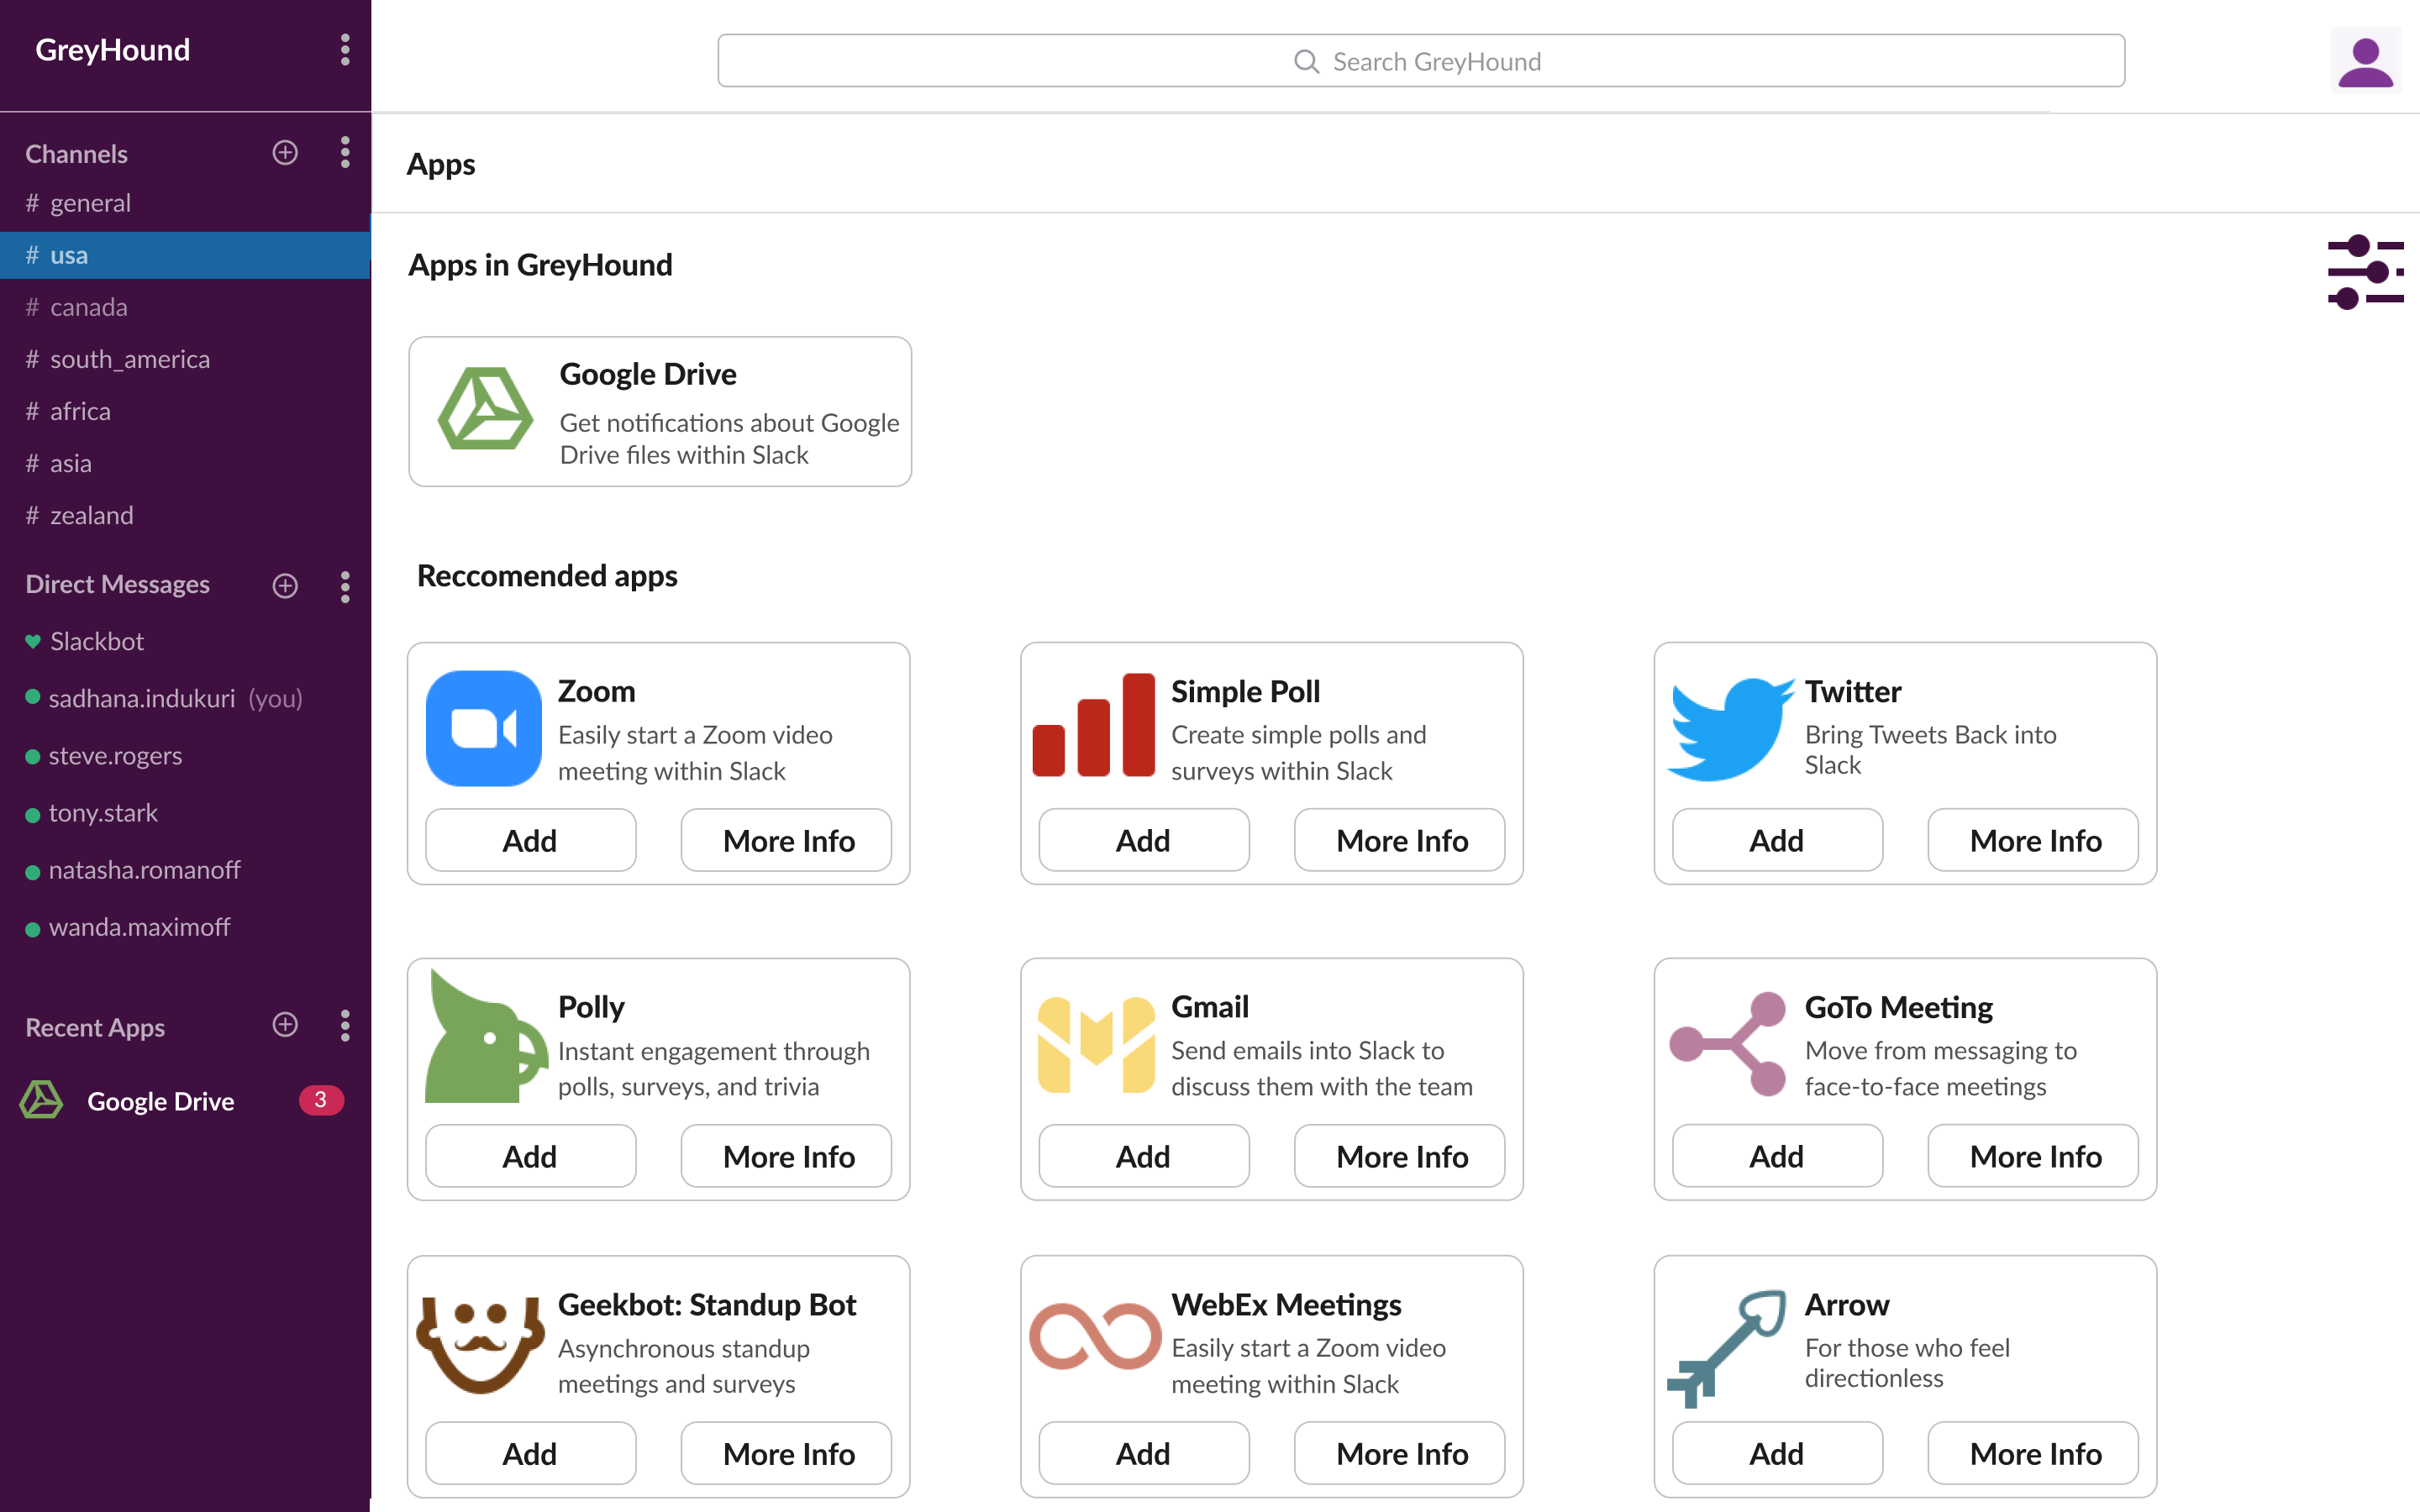 GreyHound
Search GreyHound
Channels
# general
# usa
# canada
# south_america
# africa
# asia
# zealand
Direct Messages
Slackbot
sadhana.indukuri (you)
steve.rogers
tony.stark
natasha.romanoff
wanda.maximoff
Recent Apps
Google Drive 3
Apps
Apps in GreyHound
Google Drive
Get notifications about Google
Drive files within Slack
Reccomended apps
Zoom
Easily start a Zoom video
meeting within Slack
Add More Info
Simple Poll
Create simple polls and
surveys within Slack
Add More Info
Twitter
Bring Tweets Back into
Slack
Add More Info
Polly
Instant engagement through
polls, surveys, and trivia
Add More Info
Gmail
Send emails into Slack to
discuss them with the team
Add More Info
GoTo Meeting
Move from messaging to
face-to-face meetings
Add More Info
Geekbot: Standup Bot
Asynchronous standup
meetings and surveys
Add More Info
WebEx Meetings
Easily start a Zoom video
meeting within Slack
Add More Info
Arrow
For those who feel
directionless
Add More Info